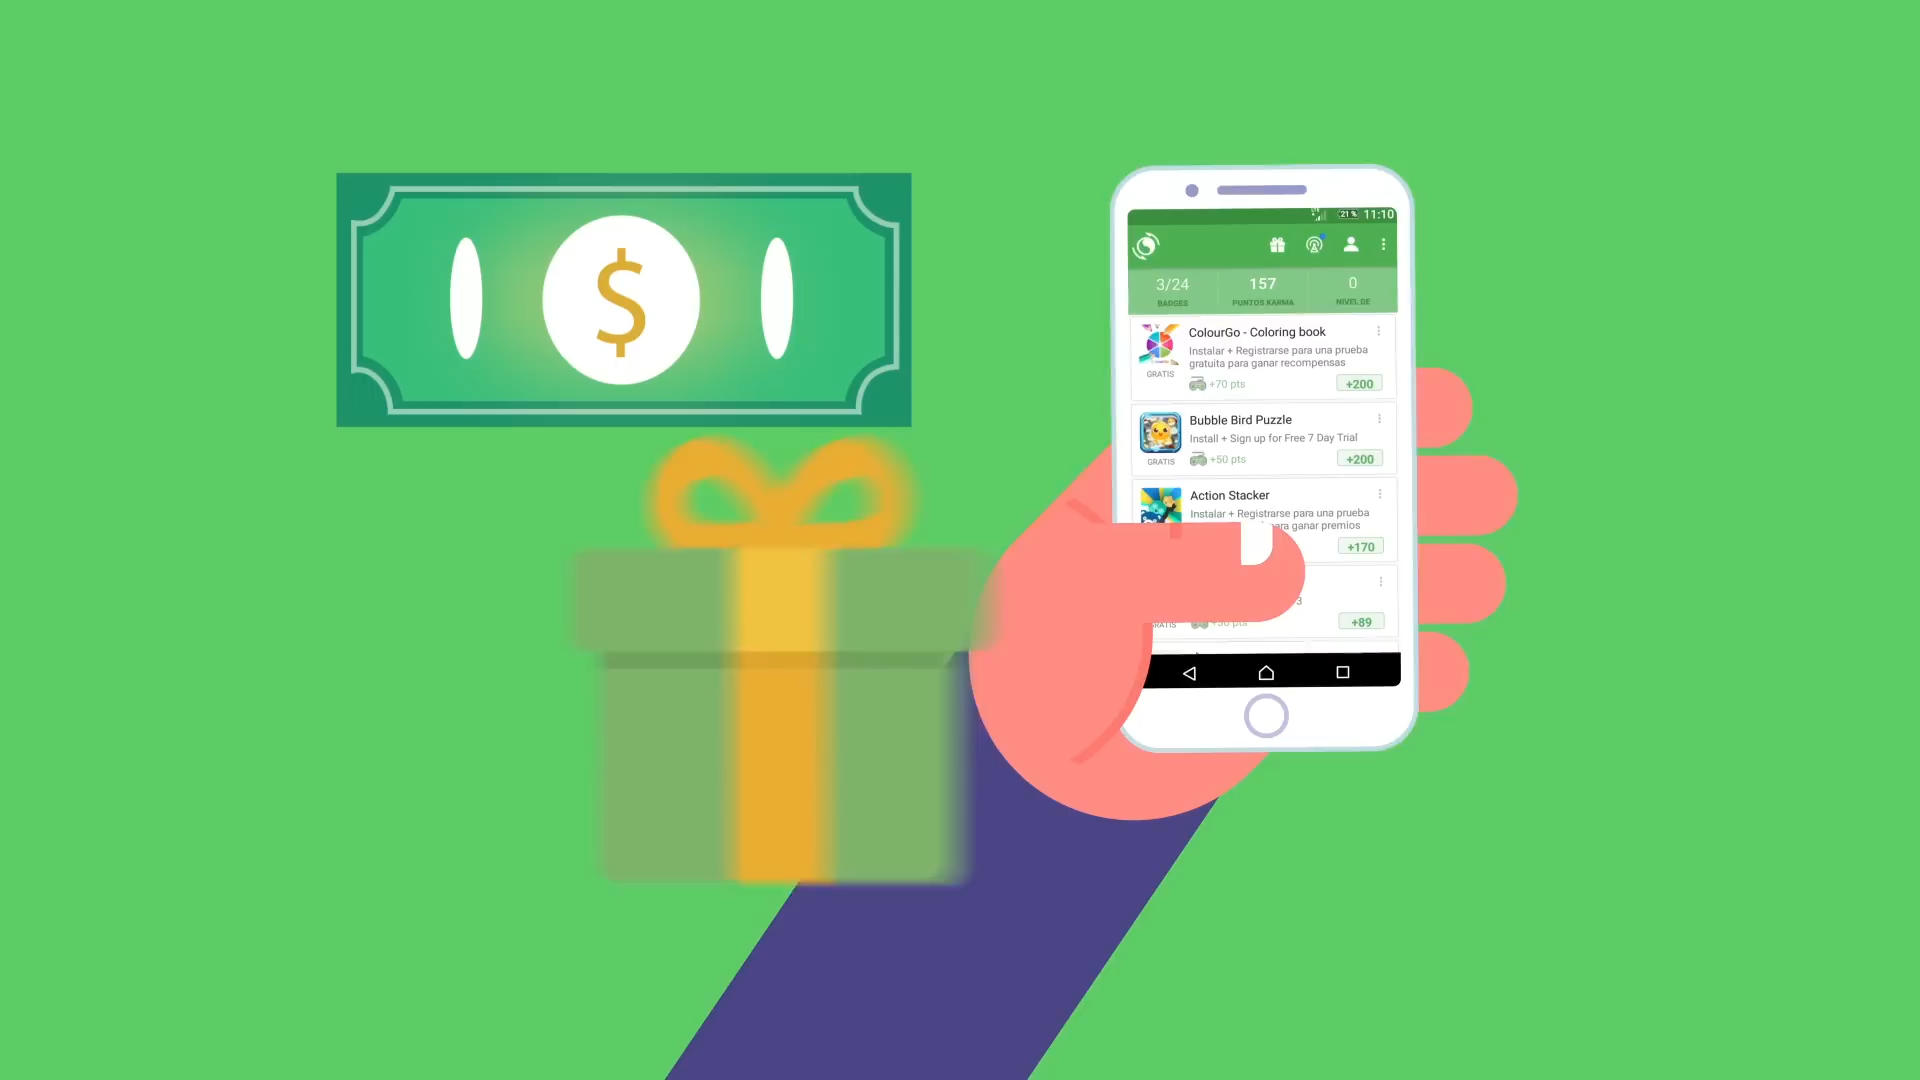 $
21% 11:10
3/24 157 0
BADGES PUNTOS KARMA NIVEL DE
ColourGo - Coloring book
Instalar + Registrarse para una prueba
gratuita para ganar recompensas
GRATIS
+70 pts +200
Bubble Bird Puzzle
Install + Sign up for Free 7 Day Trial
GRATIS
+50 pts +200
Action Stacker
Instalar + Registrarse para una prueba
para ganar premios
+170
3
+89